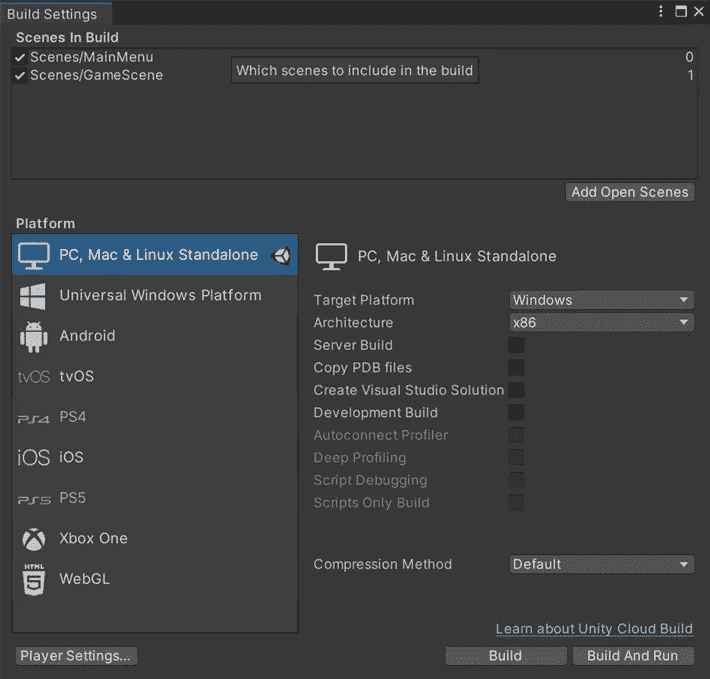 Build Settings
Scenes In Build
Scenes/MainMenu 0
Scenes/GameScene 1
Which scenes to include in the build
Add Open Scenes
Platform
PC, Mac & Linux Standalone
Universal Windows Platform
Android
tvOS tvOS
PS4 PS4
iOS iOS
PS5 PS5
Xbox One
HTML 5 WebGL
PC, Mac & Linux Standalone
Target Platform Windows
Architecture x86
Server Build
Copy PDB files
Create Visual Studio Solution
Development Build
Autoconnect Profiler
Deep Profiling
Script Debugging
Scripts Only Build
Compression Method Default
Learn about Unity Cloud Build
Player Settings... Build Build And Run